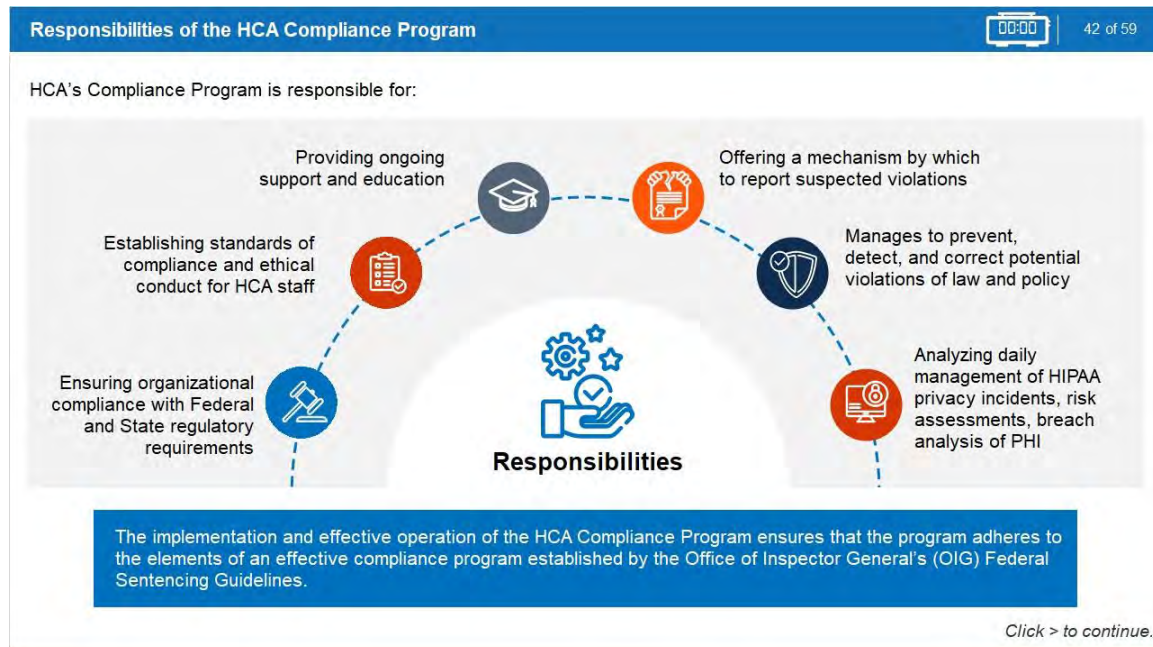 Responsibilities of the HCA Compliance Program
00:00
42 of 59
HCA's Compliance Program is responsible for:
Providing ongoing
support and education
Offering a mechanism by which
to report suspected violations
Establishing standards of
compliance and ethical
conduct for HCA staff
Manages to prevent,
detect, and correct potential
violations of law and policy
Ensuring organizational
compliance with Federal
and State regulatory
requirements
Analyzing daily
management of HIPAA
privacy incidents, risk
assessments, breach
analysis of PHI
Responsibilities
The implementation and effective operation of the HCA Compliance Program ensures that the program adheres to
the elements of an effective compliance program established by the Office of Inspector General's (OIG) Federal
Sentencing Guidelines.
Click > to continue.